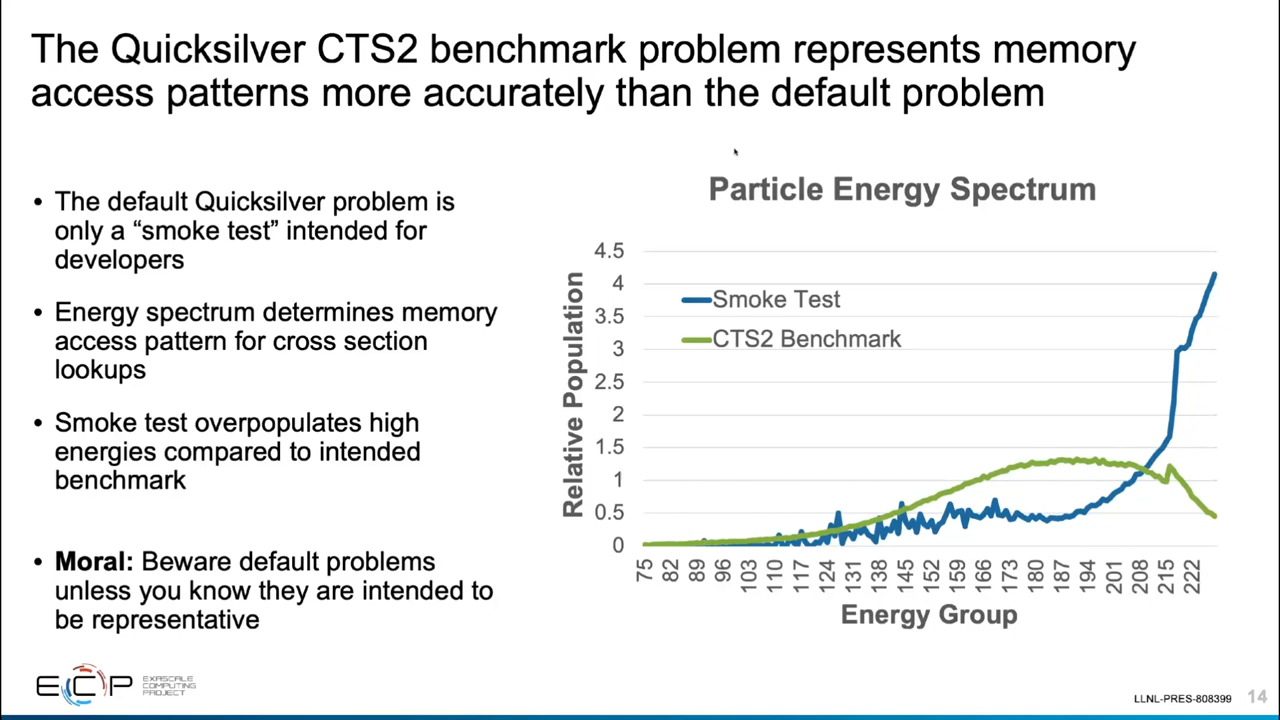 The Quicksilver CTS2 benchmark problem represents memory
access patterns more accurately than the default problem
• The default Quicksilver problem is
only a “smoke test” intended for
developers
• Energy spectrum determines memory
access pattern for cross section
lookups
• Smoke test overpopulates high
energies compared to intended
benchmark
• Moral: Beware default problems
unless you know they are intended to
be representative
Particle Energy Spectrum
Relative Population
4.5
4
3.5
3
2.5
2
1.5
1
0.5
0
Smoke Test
CTS2 Benchmark
75 82 89 96 103 110 117 124 131 138 145 152 159 166 173 180 187 194 201 208 215 222
Energy Group
ECP
EXASCALE
COMPUTING
PROJECT
LLNL-PRES-808399
14